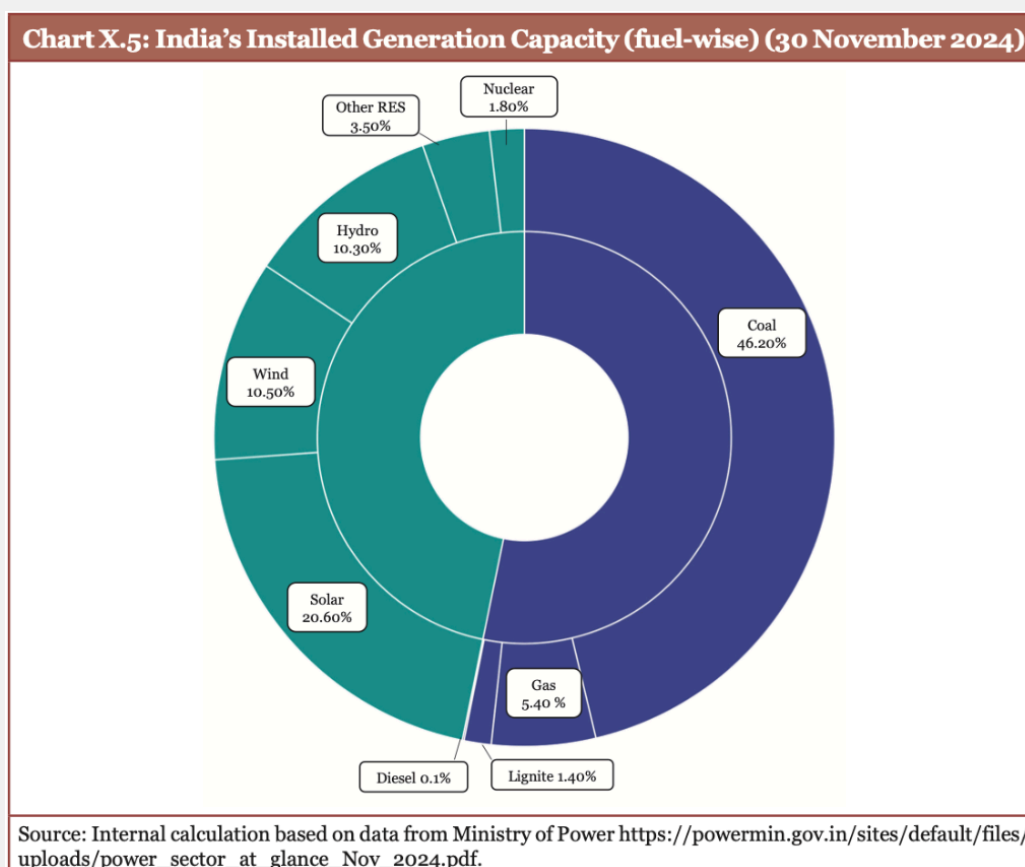 Chart X.5: India’s Installed Generation Capacity (fuel-wise) (30 November 2024)
Nuclear
1.80%
Other RES
3.50%
Hydro
10.30%
Coal
46.20%
Wind
10.50%
Solar
20.60%
Gas
5.40 %
Diesel 0.1%
Lignite 1.40%
Source: Internal calculation based on data from Ministry of Power https://powermin.gov.in/sites/default/files/
uploads/power_sector_at_glance_Nov_2024.pdf.